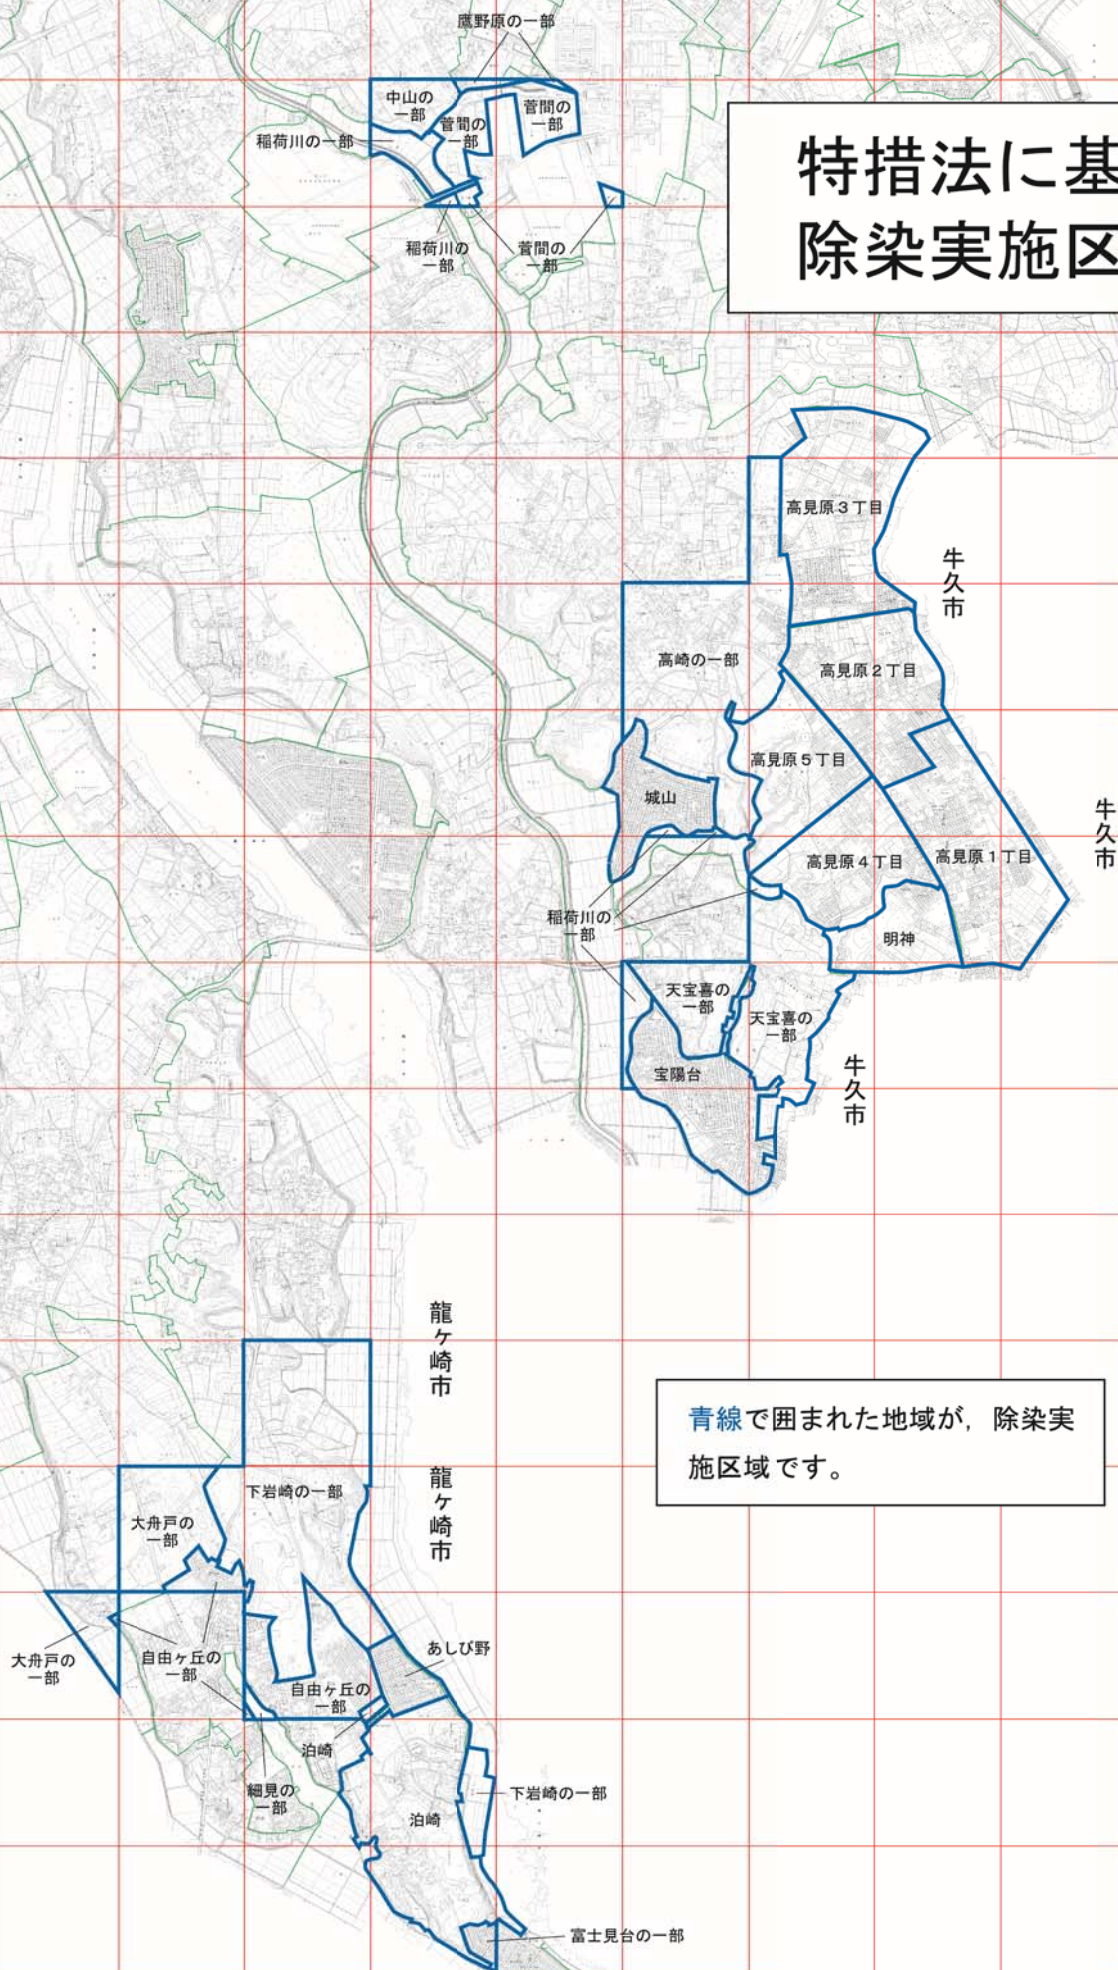 鷹野原の一部
中山の
一部
菅間の
一部
菅間の
一部
稲荷川の一部
稲荷川の
一部
菅間の
一部
特措法に基
除染実施区
高見原３丁目
牛久市
高崎の一部
高見原２丁目
高見原５丁目
城山
牛久市
高見原４丁目
高見原１丁目
稲荷川の
一部
明神
天宝喜の
一部
天宝喜の
一部
宝陽台
牛久市
龍ヶ崎市
青線で囲まれた地域が，除染実
施区域です。
龍ヶ崎市
下岩崎の一部
大舟戸の
一部
大舟戸の
一部
自由ヶ丘の
一部
あしび野
自由ヶ丘の
一部
泊崎
細見の
一部
下岩崎の一部
泊崎
富士見台の一部